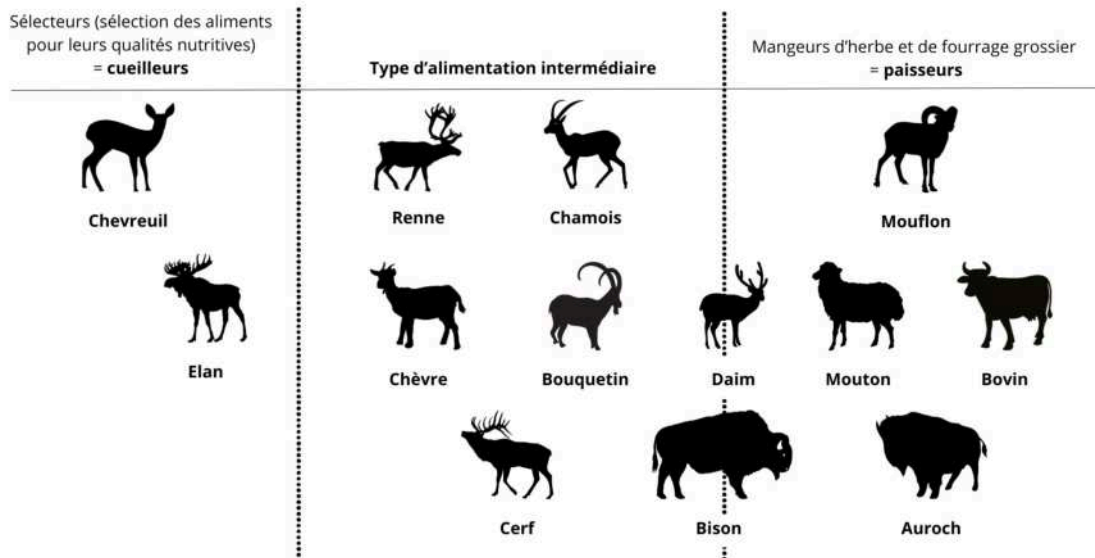 Sélecteurs (sélection des aliments
pour leurs qualités nutritives)
= cueilleurs
Type d'alimentation intermédiaire
Mangeurs d'herbe et de fourrage grossier
= paisseurs
Chevreuil
Renne
Chamois
Mouflon
Elan
Chèvre
Bouquetin
Daim
Mouton
Bovin
Cerf
Bison
Auroch